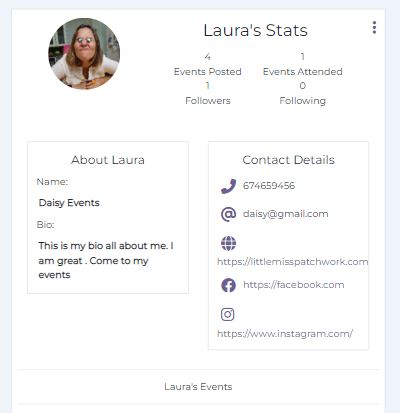 Laura's Stats
4
Events Posted
1
Events Attended
1
Followers
0
Following
About Laura
Name:
Daisy Events
Bio:
This is my bio all about me. I
am great . Come to my
events
Contact Details
674659456
daisy@gmail.com
https://littlemisspatchwork.com
https://facebook.com
https://www.instagram.com/
Laura's Events